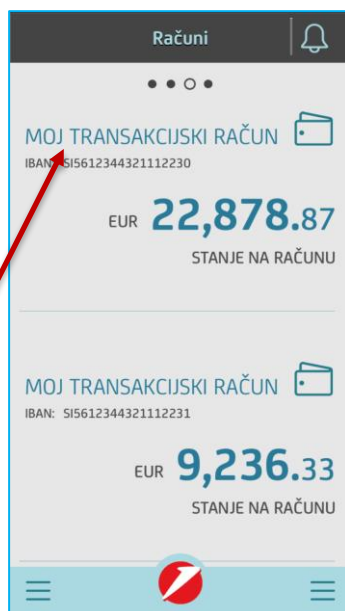 Računi
MOJ TRANSAKCIJSKI RAČUN
IBAN: SI5612344321112230
EUR 22,878.87
STANJE NA RAČUNU
MOJ TRANSAKCIJSKI RAČUN
IBAN: SI5612344321112231
EUR 9,236.33
STANJE NA RAČUNU